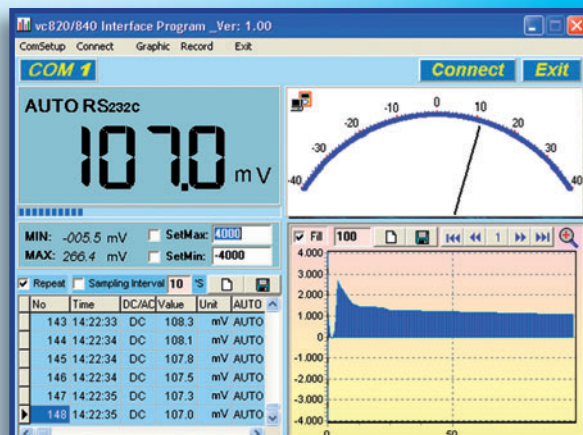 vc820/840 Interface Program _Ver: 1.00
ComSetup Connect Graphic Record Exit
COM 1
Connect Exit
AUTO RS232C
107.0 mV
MIN: -005.5 mV SetMax: 4000
MAX: 266.4 mV SetMin: -4000
Repeat Sampling Interval 10 'S
No Time DC/AC Value Unit AUTO
143 14:22:33 DC 108.3 mV AUTO
144 14:22:34 DC 108.1 mV AUTO
145 14:22:34 DC 107.8 mV AUTO
146 14:22:34 DC 107.5 mV AUTO
147 14:22:35 DC 107.3 mV AUTO
148 14:22:35 DC 107.0 mV AUTO
-40 -30 -20 -10 0 10 20 30 40
Fill 100 1
4.000
3.000
2.000
1.000
0
-1.000
-2.000
-3.000
-4.000
0 50